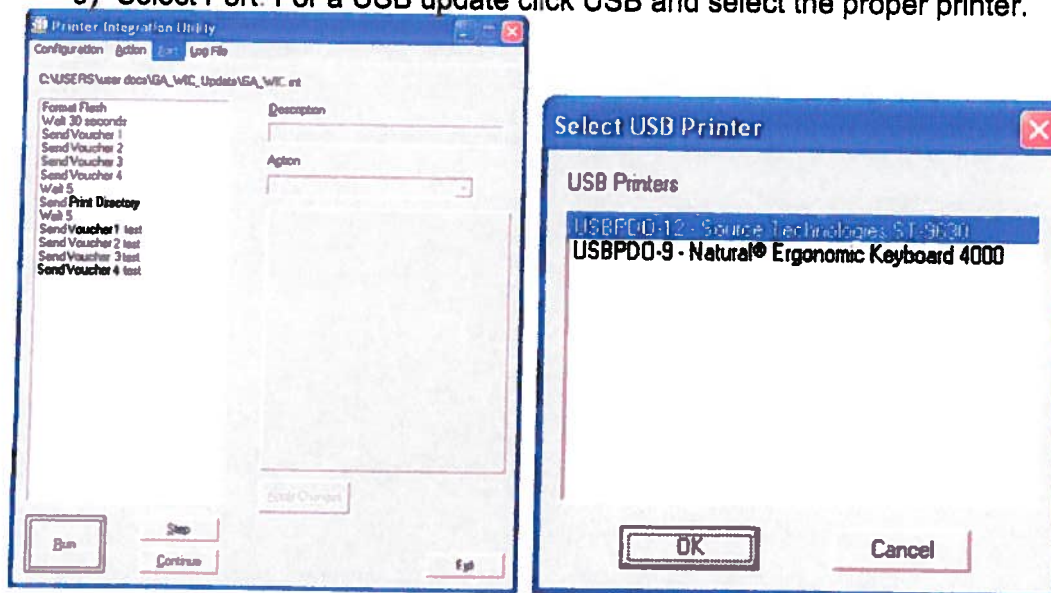 Select Port. For a USB update click USB and select the proper printer.
Printer Integration Utility
Configuration Action Port Log File
C:\USERS\user docs\GA_WIC_Update\GA_WIC.int
Format Flash
Wait 30 seconds
Send Voucher 1
Send Voucher 2
Send Voucher 3
Send Voucher 4
Wait 5
Send Print Directory
Wait 5
Send Voucher 1 test
Send Voucher 2 test
Send Voucher 3 test
Send Voucher 4 test
Description
Action
Enter Changes
Run
Step
Continue
Exit
Select USB Printer
USB Printers
USBPDO-12 - Source Technologies ST-9630
USBPDO-9 - Natural® Ergonomic Keyboard 4000
OK
Cancel